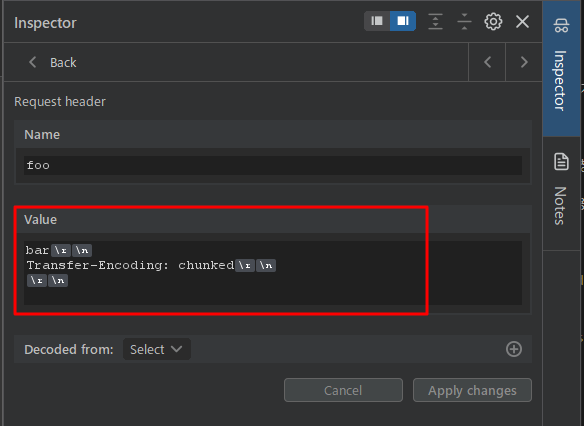 Inspector
Back
Request header
Name
foo
Value
bar\r\n
Transfer-Encoding: chunked\r\n
\r\n
Decoded from: Select
Cancel
Apply changes
Inspector
Notes